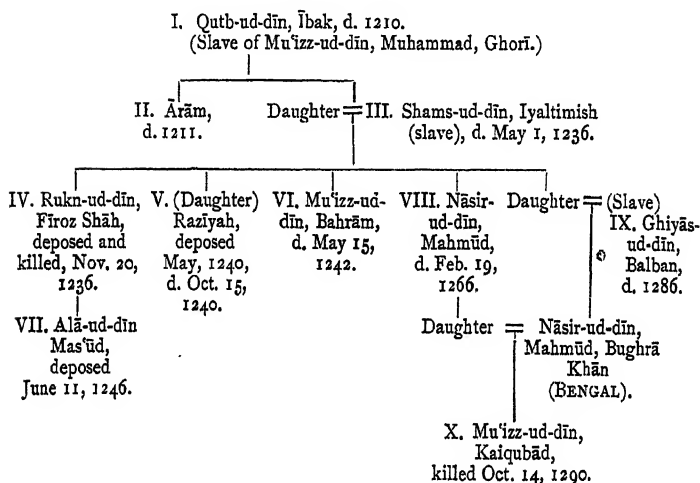 I. Qutb-ud-dīn, Ībak, d. 1210.
(Slave of Mu‘izz-ud-dīn, Muhammad, Ghorī.)
II. Ārām,
d. 1211.
Daughter
III. Shams-ud-dīn, Iyaltimish
(slave), d. May 1, 1236.
IV. Rukn-ud-dīn,
Fīroz Shāh,
deposed and
killed, Nov. 20,
1236.
V. (Daughter)
Razīyah,
deposed
May, 1240,
d. Oct. 15,
1240.
VI. Mu‘izz-ud-
dīn, Bahrām,
d. May 15,
1242.
VIII. Nāsir-
ud-dīn,
Mahmūd,
d. Feb. 19,
1266.
Daughter
(Slave)
IX. Ghiyās-
ud-dīn,
Balban,
d. 1286.
VII. Alā-ud-dīn
Mas‘ūd,
deposed
June 11, 1246.
Daughter
Nāsir-ud-dīn,
Mahmūd, Bughrā
Khān
(BENGAL).
X. Mu‘izz-ud-dīn,
Kaiqubād,
killed Oct. 14, 1290.